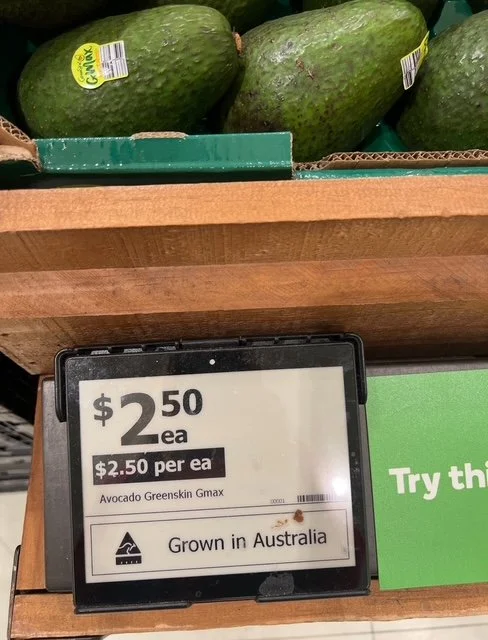 Gmax
$2 50
ea
$2.50 per ea
Avocado Greenskin Gmax
Grown in Australia
Try thi